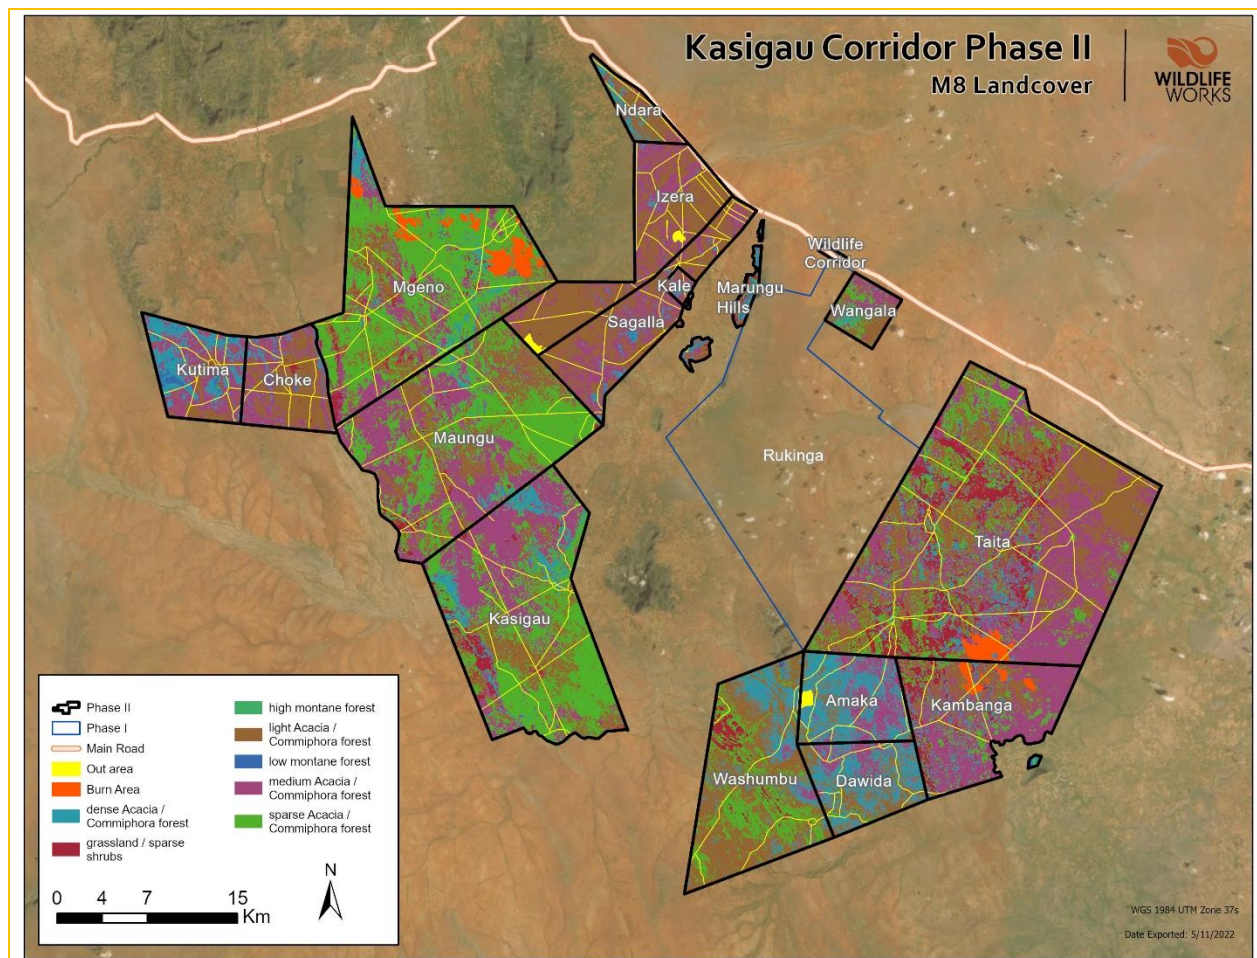 Kasigau Corridor Phase II
M8 Landcover
WILDLIFE
WORKS
Ndara
Izera
Wildlife
Corridor
Kale
Marungu
Hills
Mgeno
Sagalla
Wangala
Kutima
Choke
Maungu
Rukinga
Taita
Kasigau
Amaka
Kambanga
Washumbu
Dawida
Phase II
Phase I
Main Road
Out area
Burn Area
dense Acacia /
Commiphora forest
grassland / sparse
shrubs
high montane forest
light Acacia /
Commiphora forest
low montane forest
medium Acacia /
Commiphora forest
sparse Acacia /
Commiphora forest
N
0 4 7 15
Km
WGS 1984 UTM Zone 37s
Date Exported: 5/11/2022